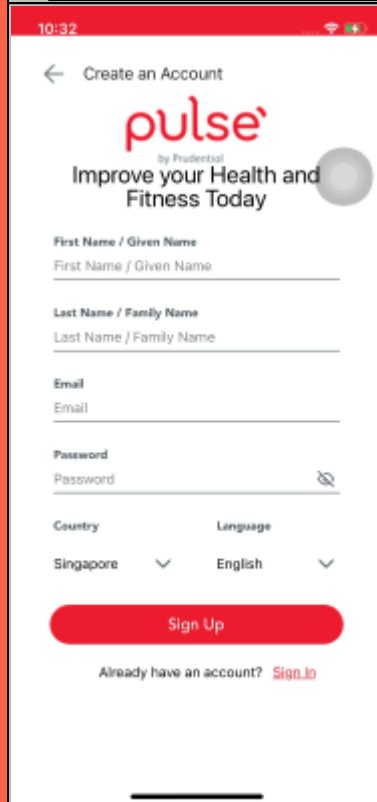 10:32
Create an Account
pulse
by Prudential
Improve your Health and
Fitness Today
First Name / Given Name
First Name / Given Name
Last Name / Family Name
Last Name / Family Name
Email
Email
Password
Password
Country Language
Singapore English
Sign Up
Already have an account? Sign In